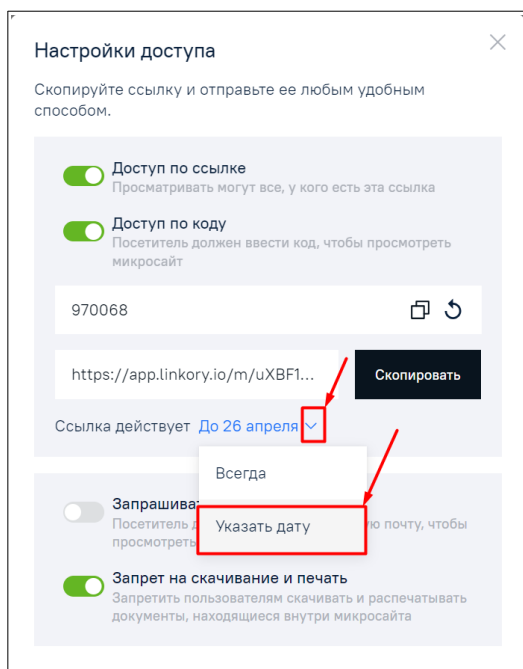 Настройки доступа
Скопируйте ссылку и отправьте ее любым удобным
способом.
Доступ по ссылке
Просматривать могут все, у кого есть эта ссылка
Доступ по коду
Посетитель должен ввести код, чтобы просмотреть
микросайт
970068
https://app.linkory.io/m/uXBF1...
Скопировать
Ссылка действует До 26 апреля
Всегда
Указать дату
Посетитель почту, чтобы
просмотреть
Запрет на скачивание и печать
Запретить пользователям скачивать и распечатывать
документы, находящиеся внутри микросайта